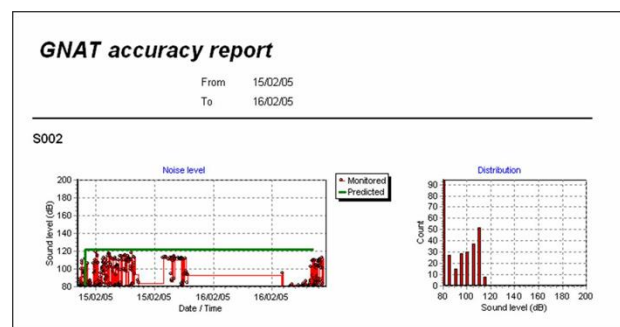 GNAT accuracy report
From 15/02/05
To 16/02/05
S002
Noise level
Sound level (dB)
200
180
160
140
120
100
80
15/02/05 15/02/05 16/02/05 16/02/05
Date / Time
Monitored
Predicted
Distribution
Count
90
80
70
60
50
40
30
20
10
0
80 100 120 140 160 180 200
Sound level (dB)